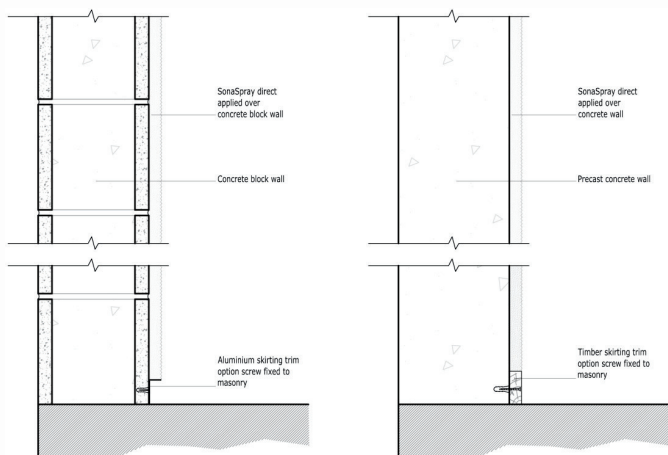 SonaSpray direct
applied over
concrete block wall
Concrete block wall
Aluminium skirting trim
option screw fixed to
masonry
SonaSpray direct
applied over
concrete wall
Precast concrete wall
Timber skirting trim
option screw fixed to
masonry